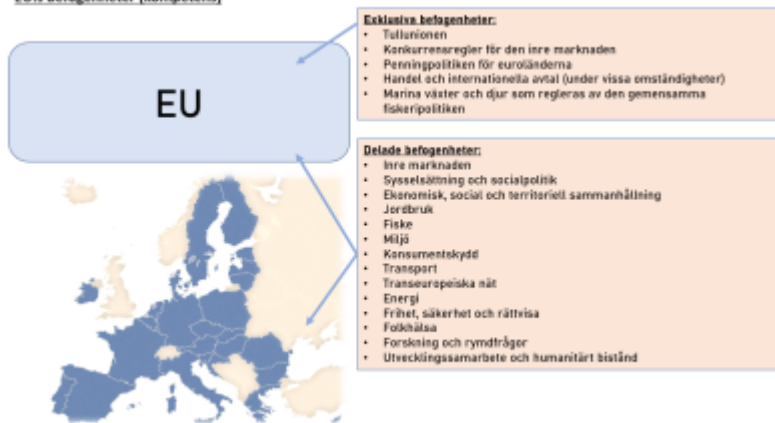 EU:s befogenheter (kompetens)
EU
Exklusiva befogenheter:
• Tullunionen
• Konkurrensregler för den inre marknaden
• Penningpolitiken för euroländerna
• Handel och internationella avtal (under vissa omständigheter)
• Marina växter och djur som regleras av den gemensamma
fiskeripolitiken
Delade befogenheter:
• Inre marknaden
• Sysselsättning och socialpolitik
• Ekonomisk, social och territoriell sammanhållning
• Jordbruk
• Fiske
• Miljö
• Konsumentskydd
• Transport
• Transeuropeiska nät
• Energi
• Frihet, säkerhet och rättvisa
• Folkhälsa
• Forskning och rymdfrågor
• Utvecklingssamarbete och humanitärt bistånd